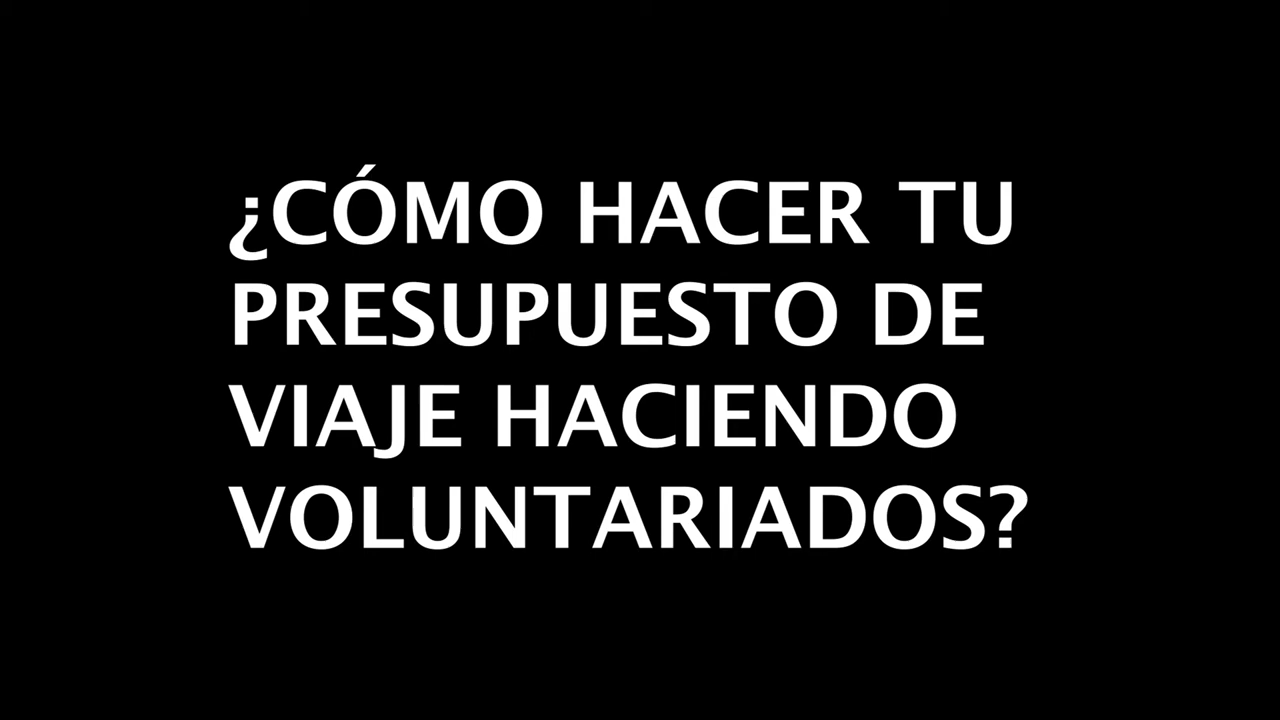 ¿CÓMO HACER TU
PRESUPUESTO DE
VIAJE HACIENDO
VOLUNTARIADOS?